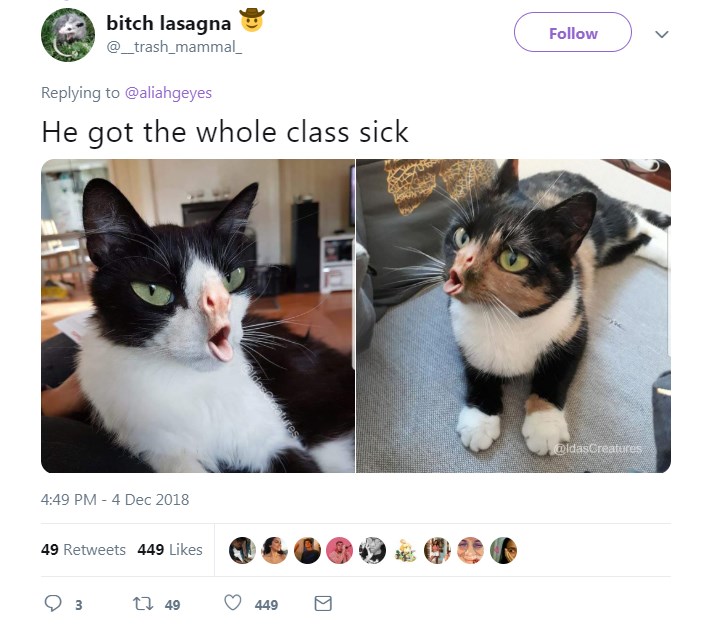 bitch lasagna 🤠
@__trash_mammal_
Follow
Replying to @aliahgeyes
He got the whole class sick
@IdasCreatures
4:49 PM - 4 Dec 2018
49 Retweets 449 Likes
3 49 449